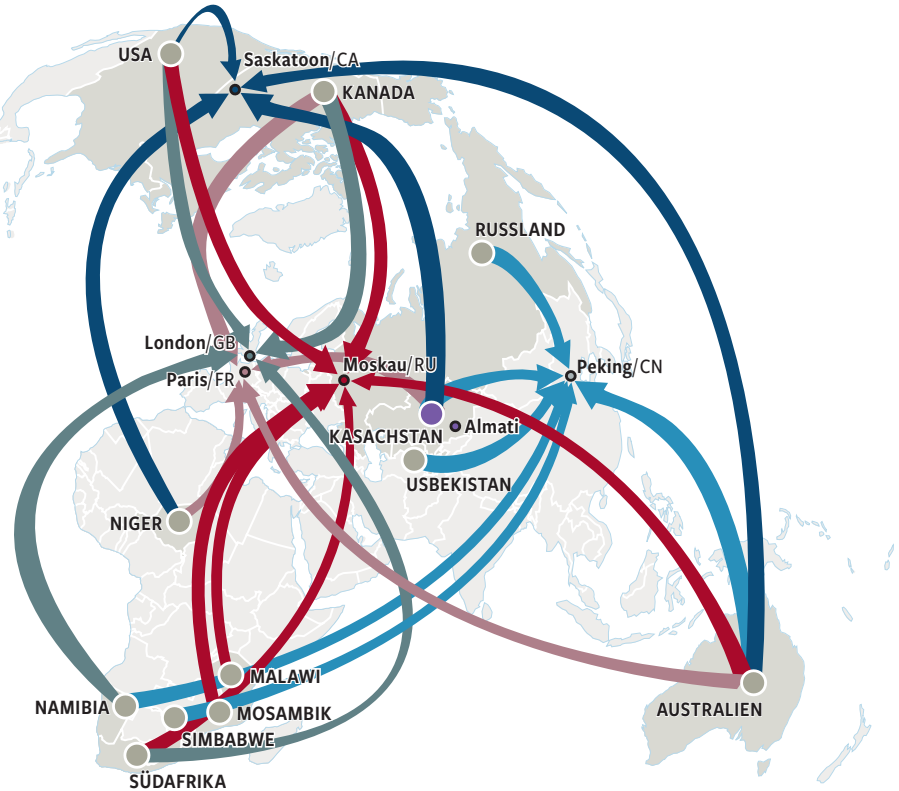 USA
Saskatoon/CA
KANADA
RUSSLAND
London/GB
Paris/FR
Moskau/RU
Peking/CN
KASACHSTAN
Almati
USBEKISTAN
NIGER
MALAWI
NAMIBIA
MOSAMBIK
AUSTRALIEN
SIMBABWE
SÜDAFRIKA